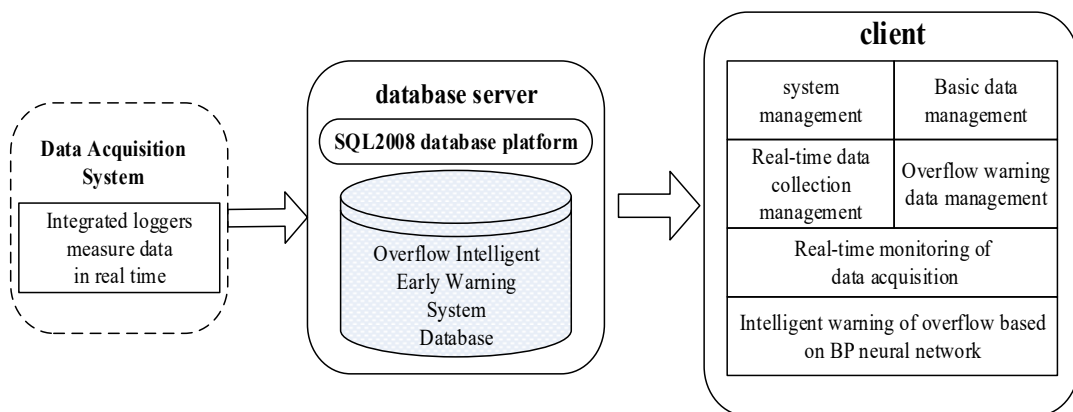 Data Acquisition
System
Integrated loggers
measure data
in real time
database server
SQL2008 database platform
Overflow Intelligent
Early Warning
System
Database
client
system
management
Basic data
management
Real-time data
collection
management
Overflow warning
data management
Real-time monitoring of
data acquisition
Intelligent warning of overflow based
on BP neural network